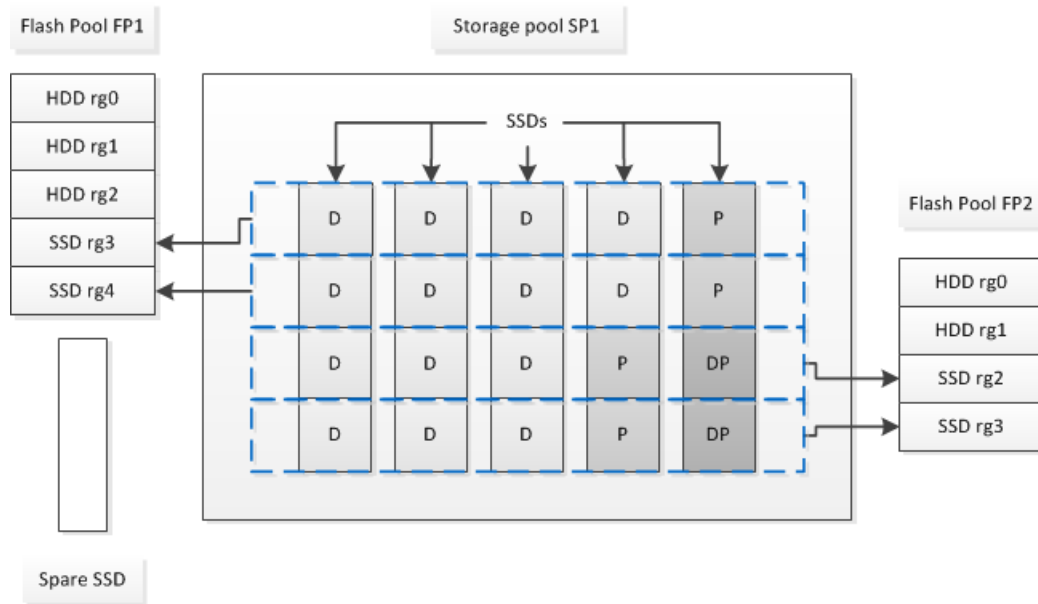 Flash Pool FP1
Storage pool SP1
HDD rg0
HDD rg1
HDD rg2
SSD rg3
SSD rg4
SSDs
D D D D P
D D D D P
D D D P DP
D D D P DP
Flash Pool FP2
HDD rg0
HDD rg1
SSD rg2
SSD rg3
Spare SSD